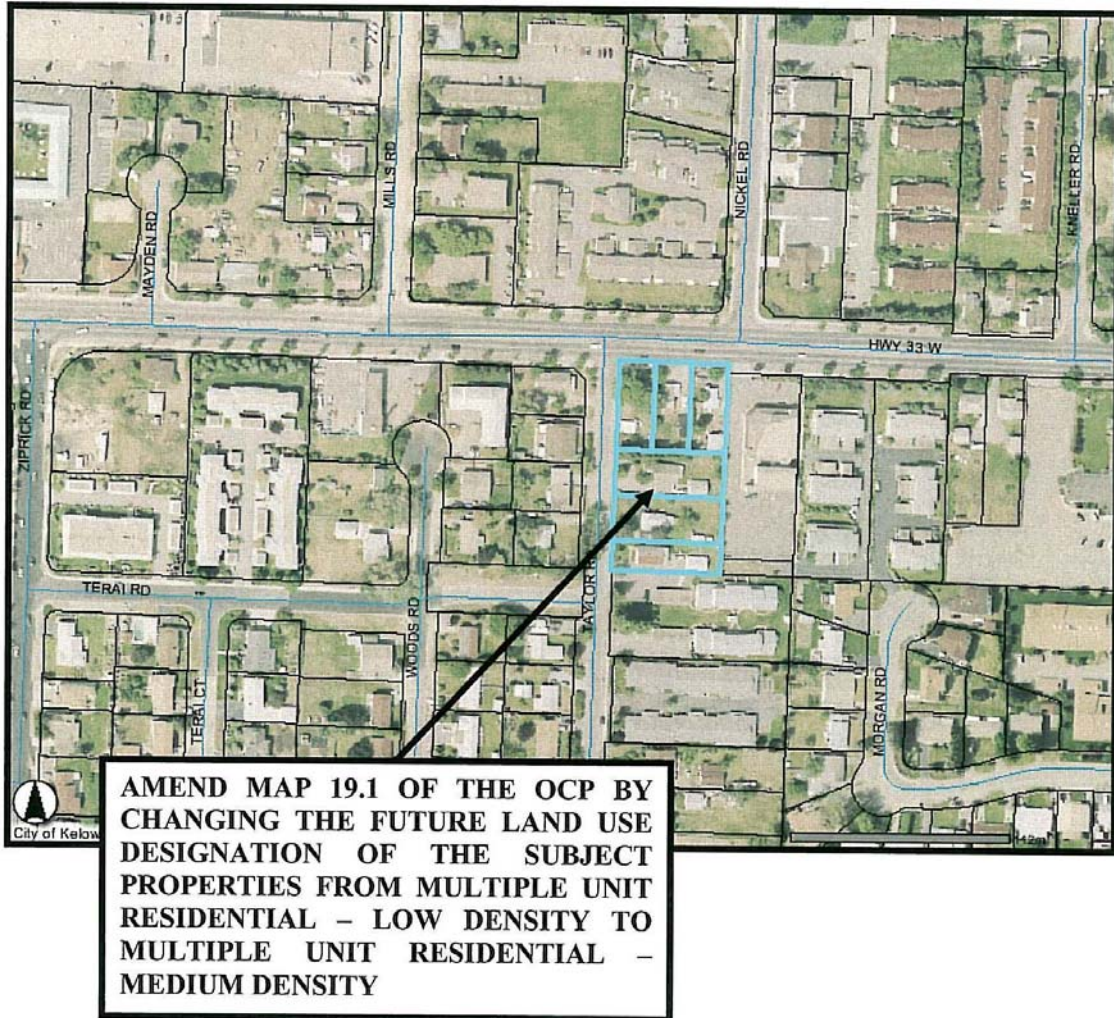 MILLS RD
NICKEL RD
KNELLER RD
MAYDEN RD
HWY 33 W
ZIPRICK RD
TERAI RD
WOODS RD
TAYLOR
TERAI CT
MORGAN RD
City of Kelow
AMEND MAP 19.1 OF THE OCP BY
CHANGING THE FUTURE LAND USE
DESIGNATION OF THE SUBJECT
PROPERTIES FROM MULTIPLE UNIT
RESIDENTIAL – LOW DENSITY TO
MULTIPLE UNIT RESIDENTIAL –
MEDIUM DENSITY